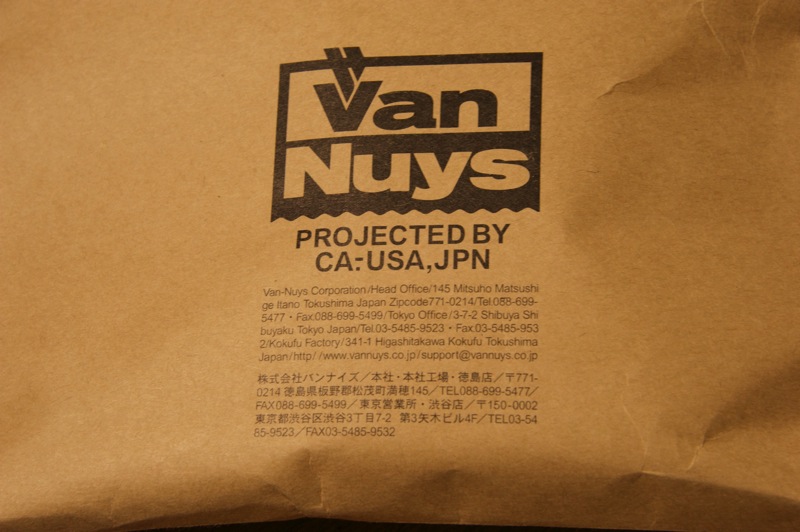 Van
Nuys
PROJECTED BY
CA.-USA,JPN
Van-Nuys Corporation/Head Office/145 Mitsuho Matsushi
ge Itano Tokushima Japan Zipcode771-0214/Tel.088-699-
5477・Fax.088-699-5499/Tokyo Office/3-7-2 Shibuya Shi
buyaku Tokyo Japan/Tel.03-5485-9523・Fax.03-5485-953
2/Kokufu Factory/341-1 Higashitakawa Kokufu Tokushima
Japan/http//www.vannuys.co.jp/support@vannuys.co.jp
株式会社バンナイズ／本社・本社工場・徳島店／〒771-
0214 徳島県板野郡松茂町満穂145／TEL088-699-5477／
FAX088-699-5499／東京営業所・渋谷店／〒150-0002
東京都渋谷区渋谷3丁目7-2 第3矢木ビル4F／TEL03-54
85-9523／FAX03-5485-9532